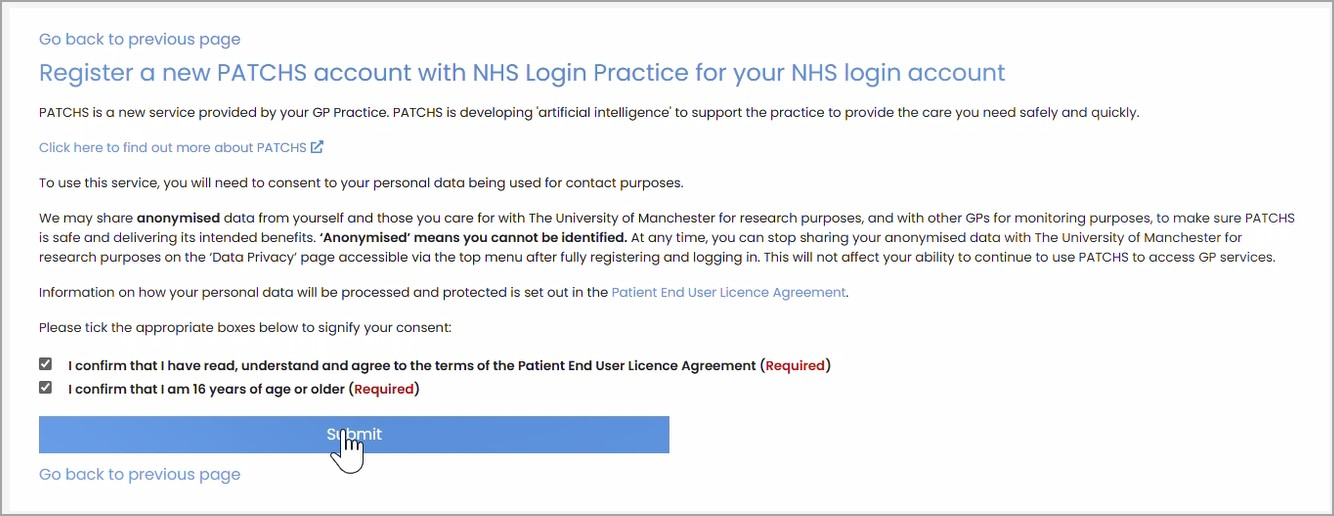 Go back to previous page
Register a new PATCHS account with NHS Login Practice for your NHS login account
PATCHS is a new service provided by your GP Practice. PATCHS is developing 'artificial intelligence' to support the practice to provide the care you need safely and quickly.
Click here to find out more about PATCHS
To use this service, you will need to consent to your personal data being used for contact purposes.
We may share anonymised data from yourself and those you care for with The University of Manchester for research purposes, and with other GPs for monitoring purposes, to make sure PATCHS
is safe and delivering its intended benefits. ‘Anonymised’ means you cannot be identified. At any time, you can stop sharing your anonymised data with The University of Manchester for
research purposes on the ‘Data Privacy’ page accessible via the top menu after fully registering and logging in. This will not affect your ability to continue to use PATCHS to access GP services.
Information on how your personal data will be processed and protected is set out in the Patient End User Licence Agreement.
Please tick the appropriate boxes below to signify your consent:
I confirm that I have read, understand and agree to the terms of the Patient End User Licence Agreement (Required)
I confirm that I am 16 years of age or older (Required)
Submit
Go back to previous page